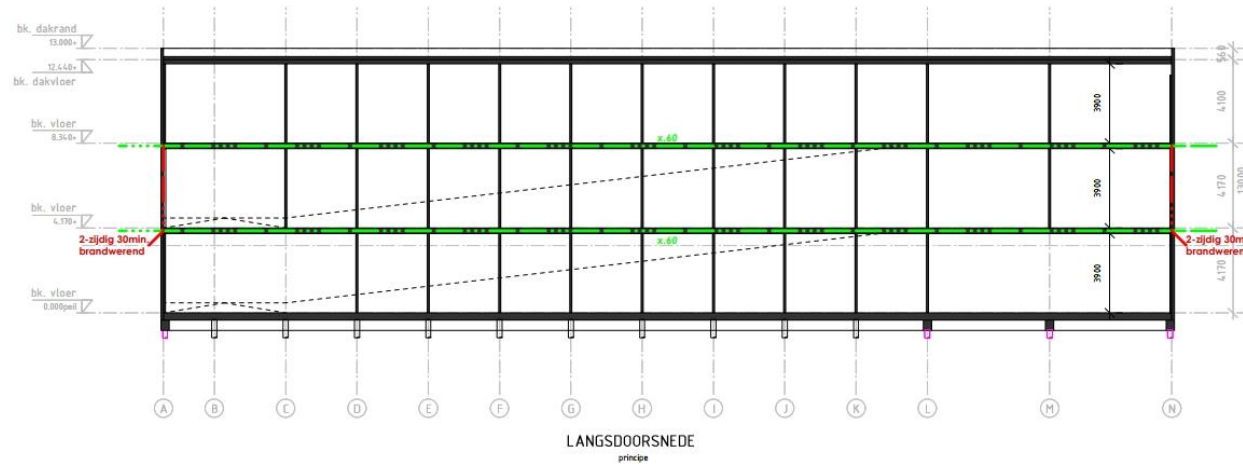 bk. dakrand
13.000+
12.440+
bk. dakvloer
bk. vloer
8.340+
bk. vloer
4.170+
2-zijdig 30min.
brandwerend
bk. vloer
0.000peil
x.60
x.60
3900
3900
3900
560
4100
4170
4170
13000
2-zijdig 30m
brandweren
A B C D E F G H I J K L M N
LANGSDOORSNEDE
principe